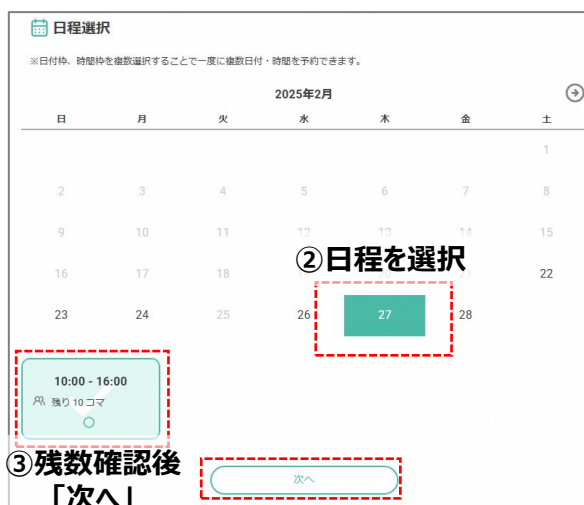 日程選択
※日付枠、時間枠を複数選択することで一度に複数日付・時間を予約できます。
2025年2月
日 月 火 水 木 金 土
1
2 3 4 5 6 7 8
9 10 11 12 13 14 15
②日程を選択
16 17 18 22
23 24 25 26 27 28
10:00 - 16:00
残り 10 コマ
③残数確認後
「次へ」
次へ